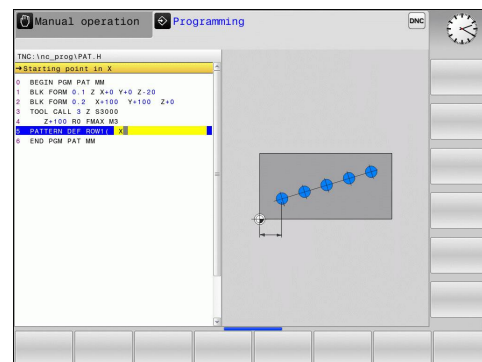 Manual operation
Programming
DNC
TNC:\nc_prog\PAT.H
→Starting point in X
0 BEGIN PGM PAT MM
1 BLK FORM 0.1 Z X+0 Y+0 Z-20
2 BLK FORM 0.2 X+100 Y+100 Z+0
3 TOOL CALL 3 Z S3000
4 Z+100 R0 FMAX M3
5 PATTERN DEF ROW1( X
6 END PGM PAT MM